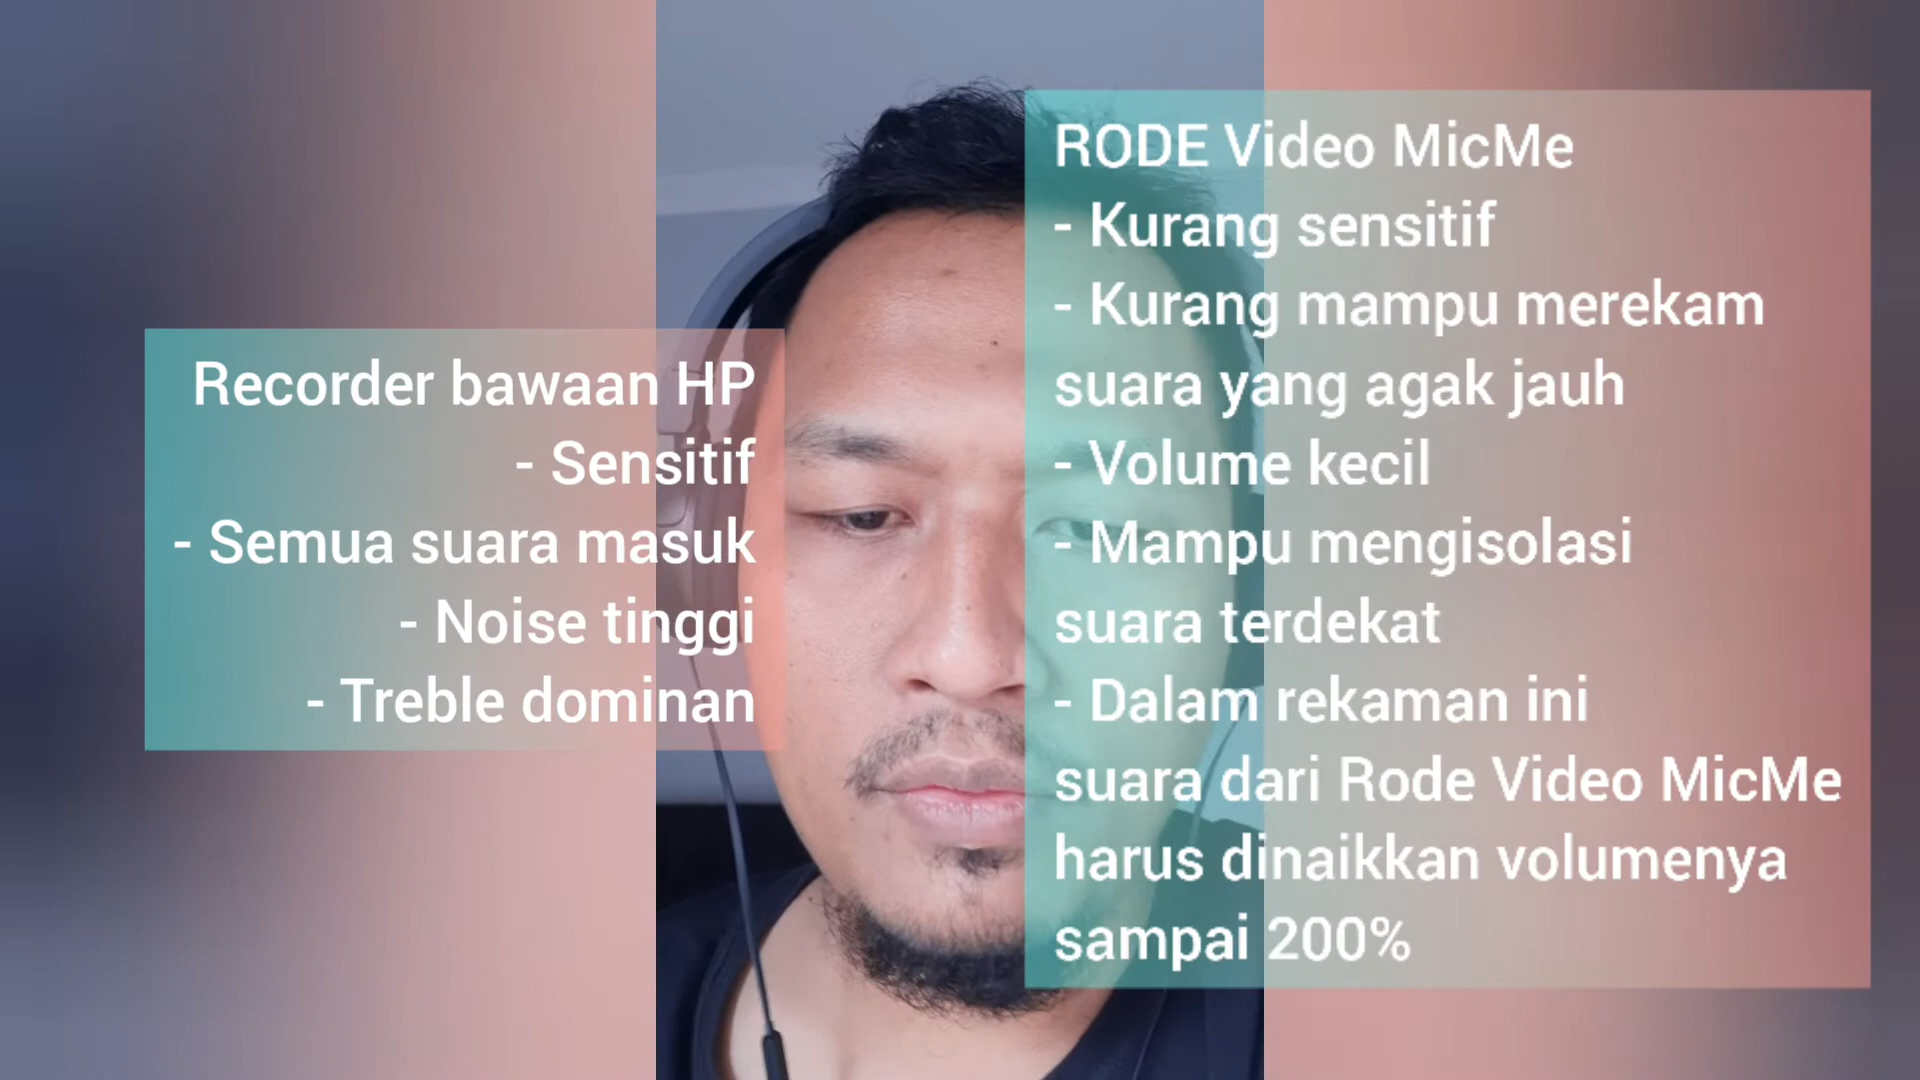 Recorder bawaan HP
- Sensitif
- Semua suara masuk
- Noise tinggi
- Treble dominan
RODE Video MicMe
- Kurang sensitif
- Kurang mampu merekam
suara yang agak jauh
- Volume kecil
- Mampu mengisolasi
suara terdekat
- Dalam rekaman ini
suara dari Rode Video MicMe
harus dinaikkan volumenya
sampai 200%